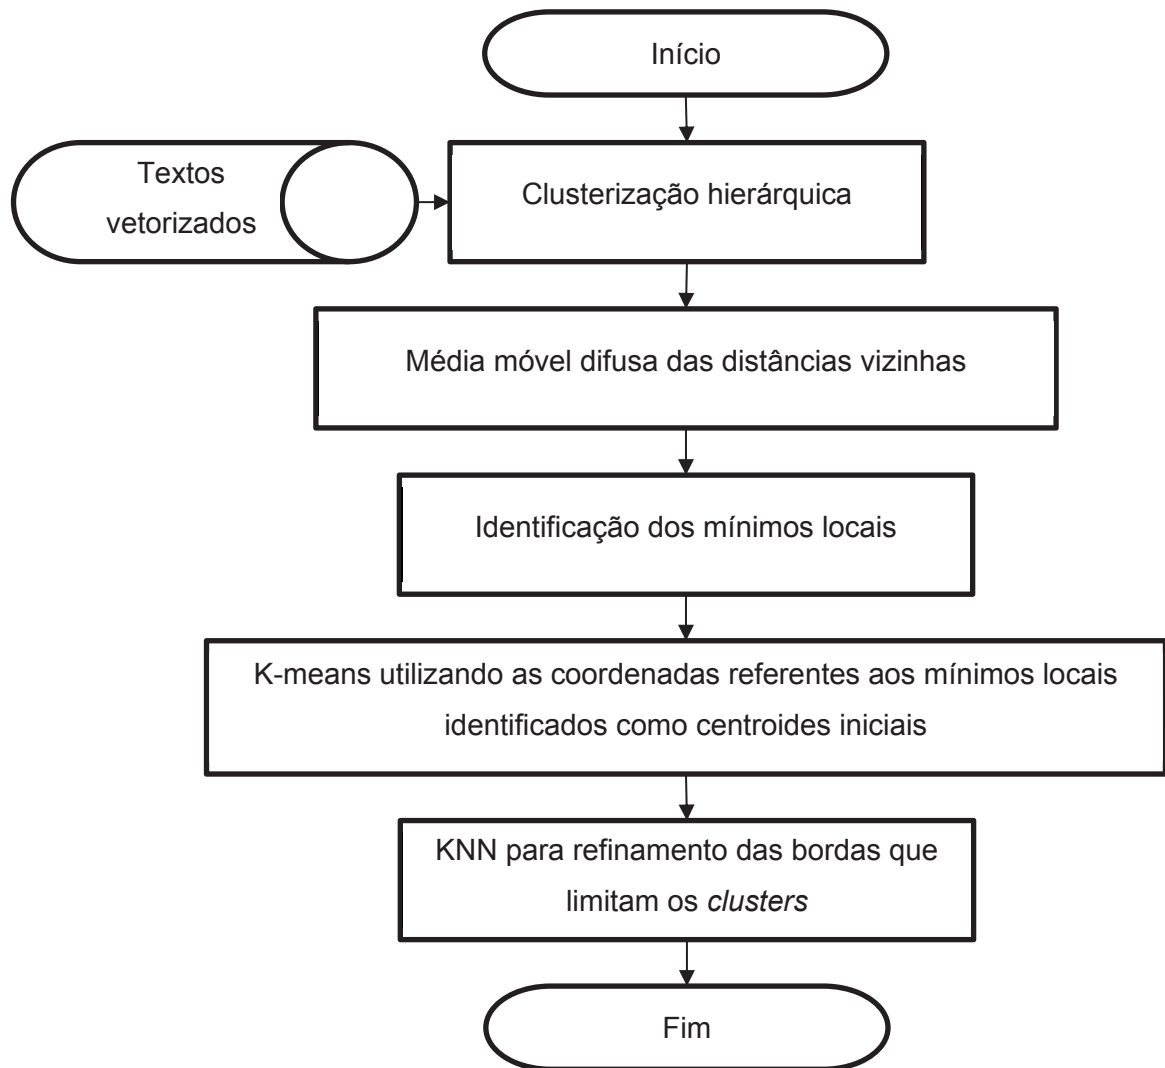 Início
Textos
vetorizados
Clusterização hierárquica
Média móvel difusa das distâncias vizinhas
Identificação dos mínimos locais
K-means utilizando as coordenadas referentes aos mínimos locais
identificados como centroides iniciais
KNN para refinamento das bordas que
limitam os clusters
Fim